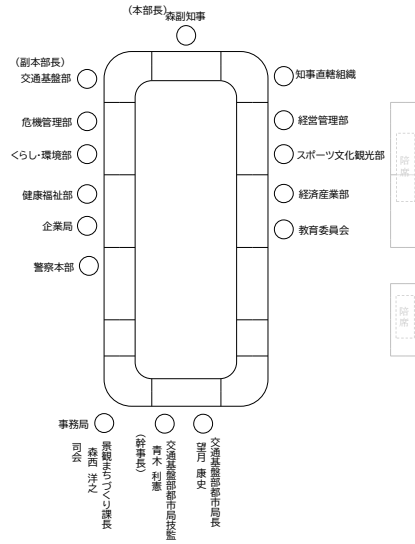 (本部長)
森副知事
(副本部長)
交通基盤部
危機管理部
くらし・環境部
健康福祉部
企業局
警察本部
知事直轄組織
経営管理部
スポーツ文化観光部
経済産業部
教育委員会
陪席
陪席
事務局
交通基盤部都市局長
望月 康史
交通基盤部都市局技監
青木 利憲
(幹事長)
景観まちづくり課長
森西 洋之
司会